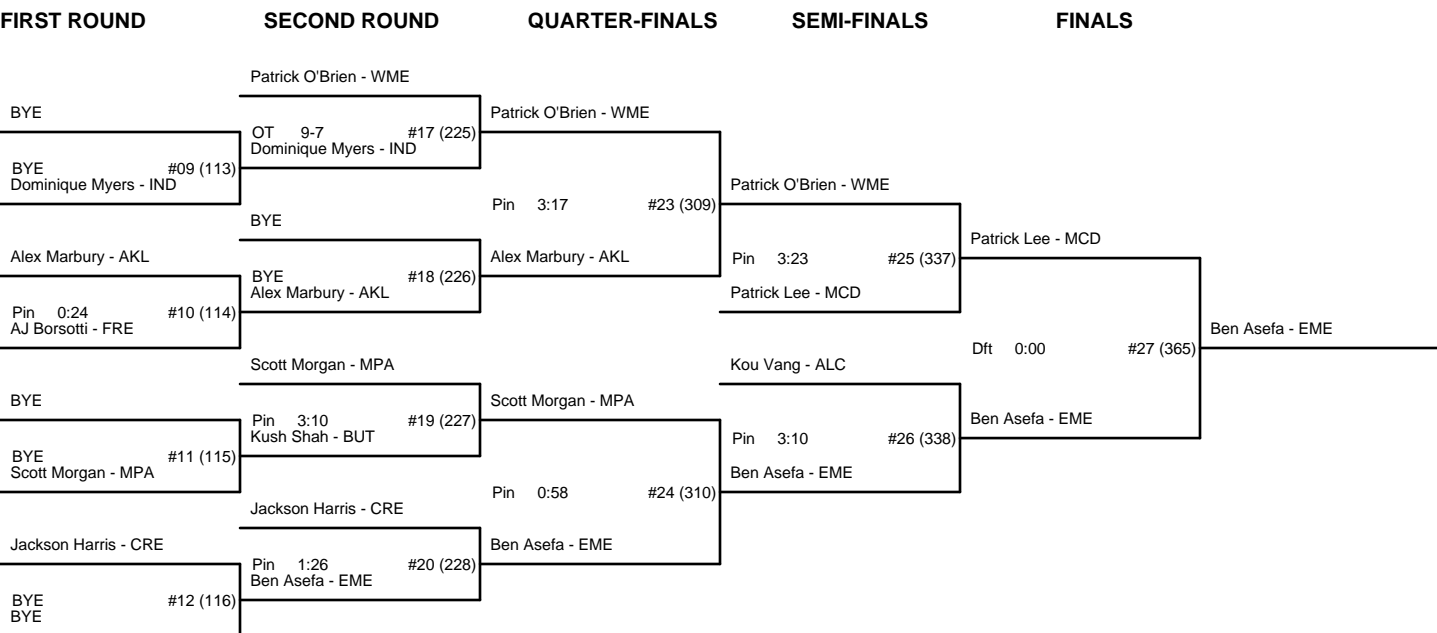 FIRST ROUND SECOND ROUND QUARTER-FINALS SEMI-FINALS FINALS
BYE
BYE #09 (113)
Dominique Myers - IND
Alex Marbury - AKL
Pin 0:24 #10 (114)
AJ Borsotti - FRE
BYE
BYE #11 (115)
Scott Morgan - MPA
Jackson Harris - CRE
BYE #12 (116)
BYE
Patrick O'Brien - WME
OT 9-7 #17 (225)
Dominique Myers - IND
BYE
BYE #18 (226)
Alex Marbury - AKL
Scott Morgan - MPA
Pin 3:10 #19 (227)
Kush Shah - BUT
Jackson Harris - CRE
Pin 1:26 #20 (228)
Ben Asefa - EME
Patrick O'Brien - WME
Pin 3:17 #23 (309)
Alex Marbury - AKL
Scott Morgan - MPA
Pin 0:58 #24 (310)
Ben Asefa - EME
Patrick O'Brien - WME
Pin 3:23 #25 (337)
Patrick Lee - MCD
Kou Vang - ALC
Pin 3:10 #26 (338)
Ben Asefa - EME
Patrick Lee - MCD
Dft 0:00 #27 (365)
Ben Asefa - EME
Ben Asefa - EME